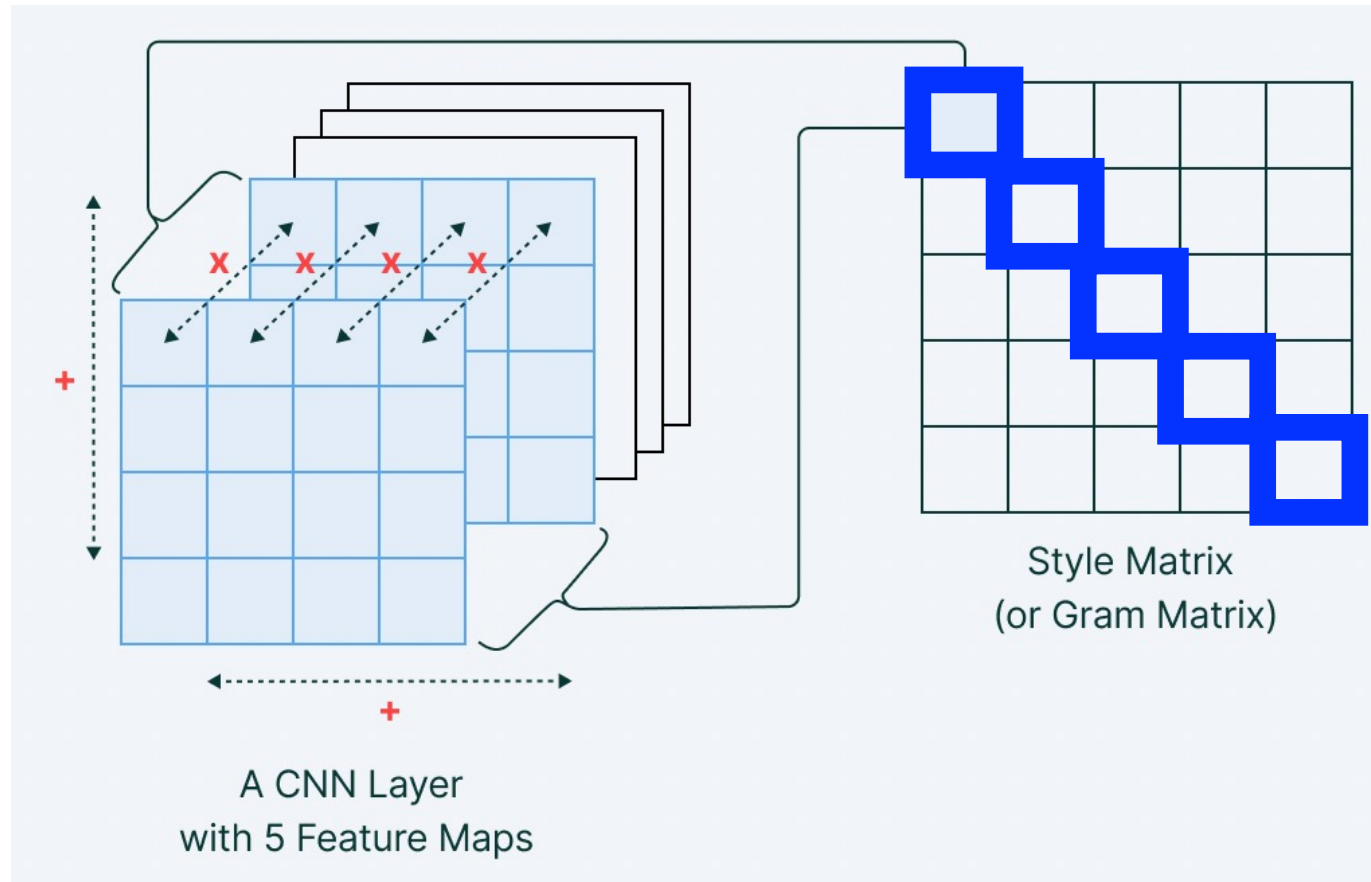 X X X X
+
+
Style Matrix
(or Gram Matrix)
A CNN Layer
with 5 Feature Maps